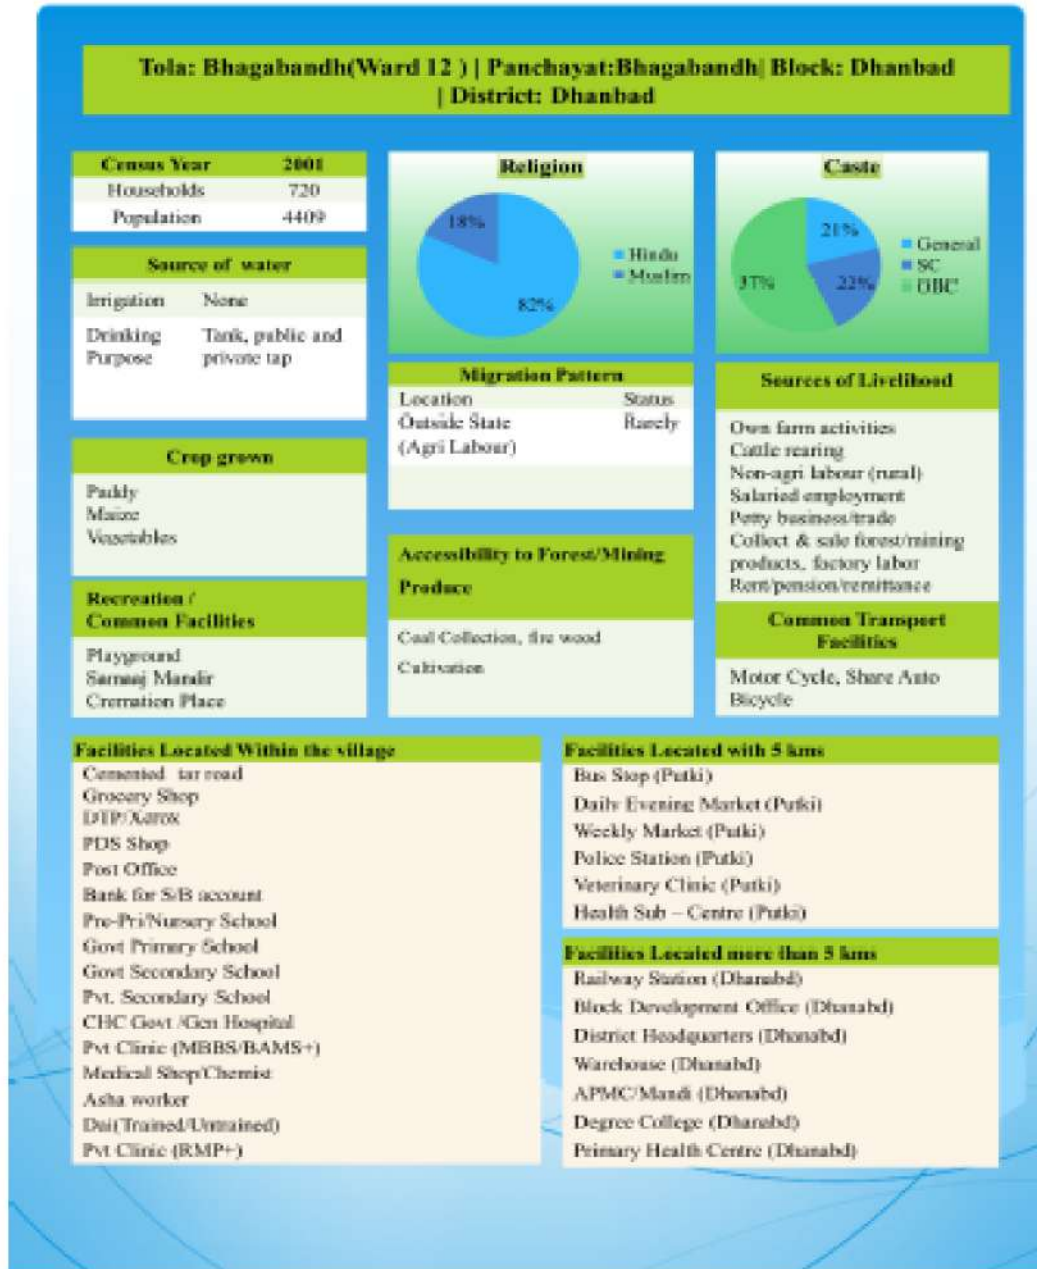 Tola: Bhagabandh(Ward 12 ) | Panchayat:Bhagabandh| Block: Dhanbad
| District: Dhanbad
Census Year 2001
Households 720
Population 4409
Source of water
Irrigation None
Drinking Tank, public and
Purpose private tap
Crop grown
Paddy
Maize
Vegetables
Recreation /
Common Facilities
Playground
Samaaj Mandir
Cremation Place
Religion
18%
82%
Hindu
Muslim
Migration Pattern
Location Status
Outside State Rarely
(Agri Labour)
Accessibility to Forest/Mining
Produce
Coal Collection, fire wood
Cultivation
Caste
21%
22%
37%
General
SC
OBC
Sources of Livelihood
Own farm activities
Cattle rearing
Non-agri labour (rural)
Salaried employment
Petty business/trade
Collect & sale forest/mining
products, factory labor
Rent/pension/remittance
Common Transport
Facilities
Motor Cycle, Share Auto
Bicycle
Facilities Located Within the village
Cemented tar road
Grocery Shop
DTP/Xerox
PDS Shop
Post Office
Bank for S/B account
Pre-Pri/Nursery School
Govt Primary School
Govt Secondary School
Pvt. Secondary School
CHC Govt /Gen Hospital
Pvt Clinic (MBBS/BAMS+)
Medical Shop/Chemist
Asha worker
Dai(Trained/Untrained)
Pvt Clinic (RMP+)
Facilities Located with 5 kms
Bus Stop (Putki)
Daily Evening Market (Putki)
Weekly Market (Putki)
Police Station (Putki)
Veterinary Clinic (Putki)
Health Sub – Centre (Putki)
Facilities Located more than 5 kms
Railway Station (Dhanabd)
Block Development Office (Dhanabd)
District Headquarters (Dhanabd)
Warehouse (Dhanabd)
APMC/Mandi (Dhanabd)
Degree College (Dhanabd)
Primary Health Centre (Dhanabd)